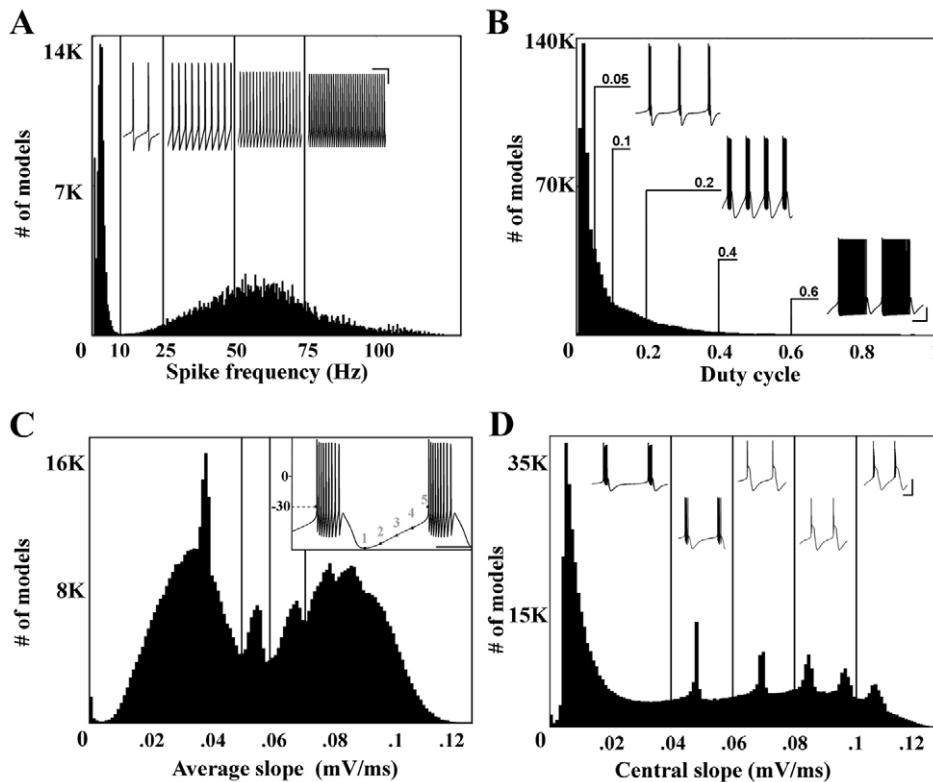 A
14K
7K
# of models
0 10 25 50 75 100
Spike frequency (Hz)
B
140K
70K
# of models
0.05
0.1
0.2
0.4
0.6
0 0.2 0.4 0.6 0.8 1
Duty cycle
C
16K
8K
# of models
0
-30
1 2 3 4 5
0 .02 .04 .06 .08 .1 0.12
Average slope (mV/ms)
D
35K
15K
# of models
0 .02 .04 .06 .08 .1 0.12
Central slope (mV/ms)